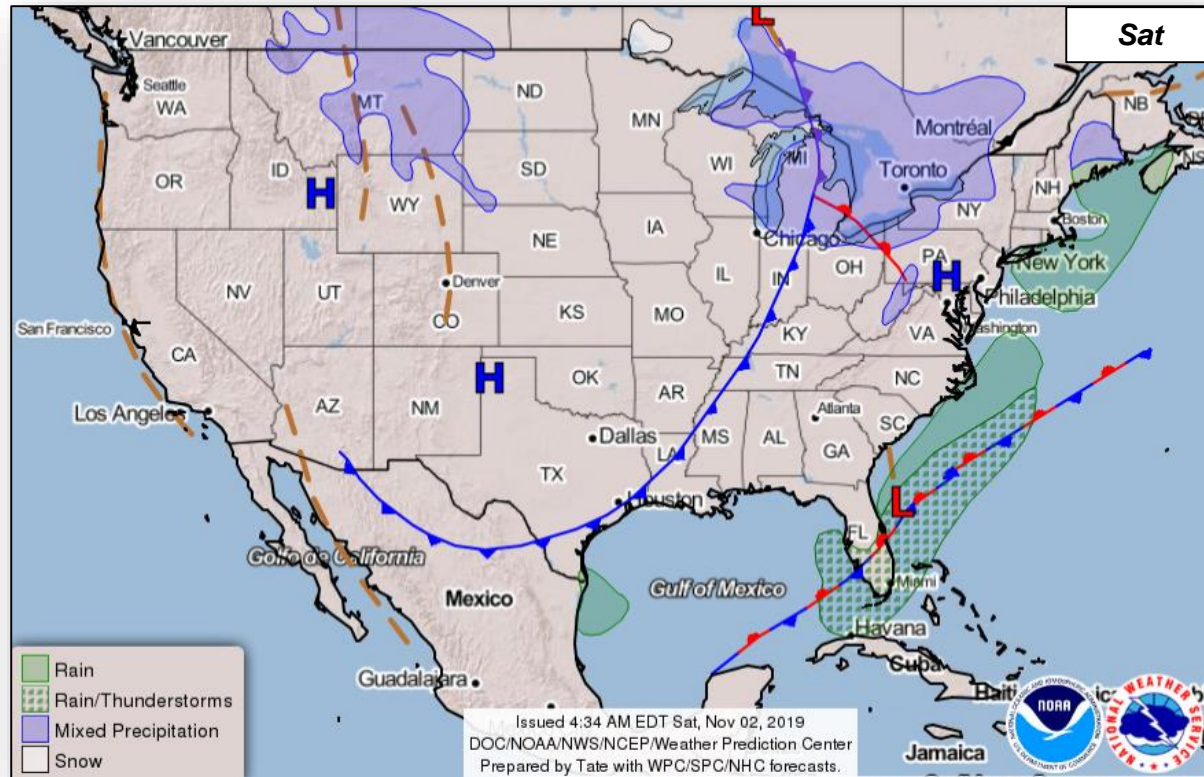 Sat
L
Vancouver
Seattle
WA
MT
ND
MN
Montréal
NB
NS
OR
ID
H
WY
SD
WI
MI
Toronto
NH
Boston
NY
IA
NE
Chicago
PA
New York
H
Philadelphia
Washington
NV
UT
Denver
CO
KS
MO
IL
IN
OH
KY
VA
San Francisco
CA
AZ
NM
H
OK
AR
TN
NC
Los Angeles
Dallas
TX
LA
MS
AL
Atlanta
GA
SC
Houston
L
FL
Golfo de California
Mexico
Gulf of Mexico
Miami
Havana
Cuba
Guadalajara
Jamaica
Rain
Rain/Thunderstorms
Mixed Precipitation
Snow
Issued 4:34 AM EDT Sat, Nov 02, 2019
DOC/NOAA/NWS/NCEP/Weather Prediction Center
Prepared by Tate with WPC/SPC/NHC forecasts.
NOAA
NATIONAL WEATHER SERVICE